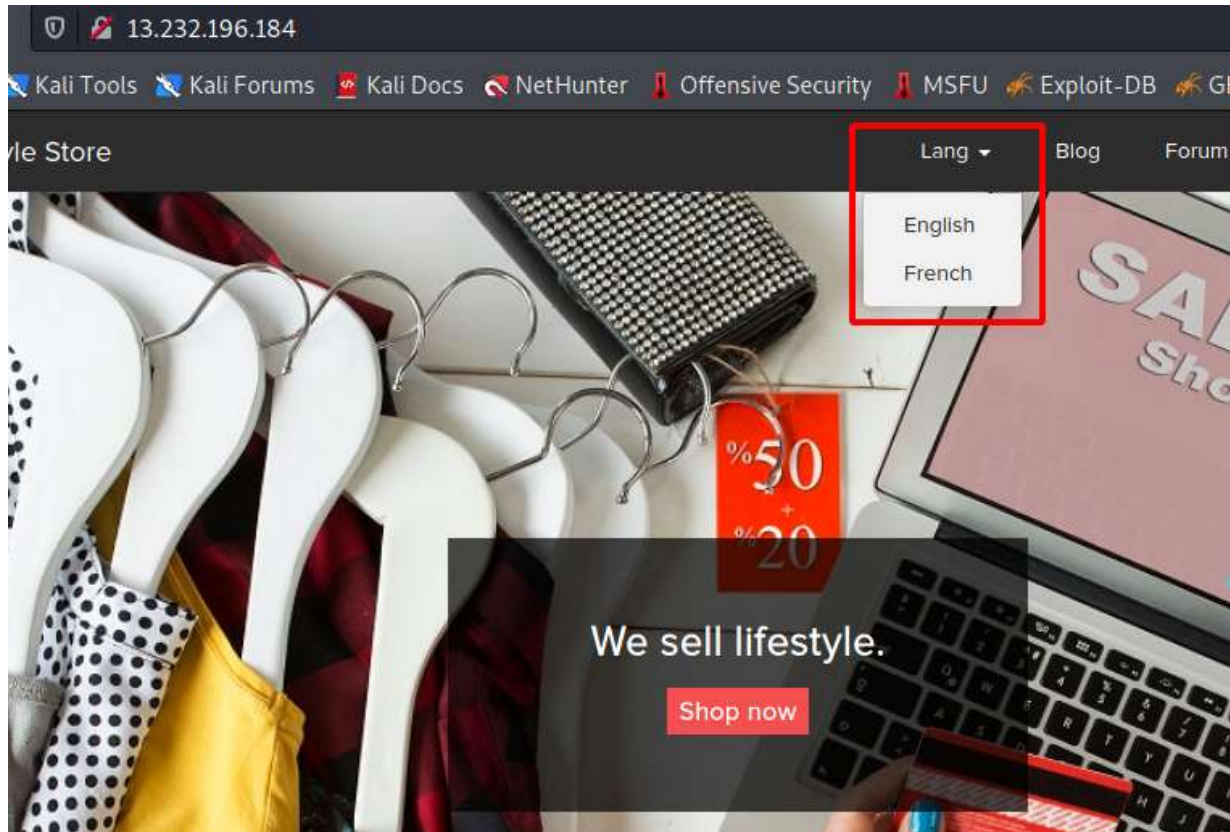 13.232.196.184
Kali Tools Kali Forums Kali Docs NetHunter Offensive Security MSFU Exploit-DB
Store Lang Blog Forum
English
French
%50
+
%20
We sell lifestyle.
Shop now